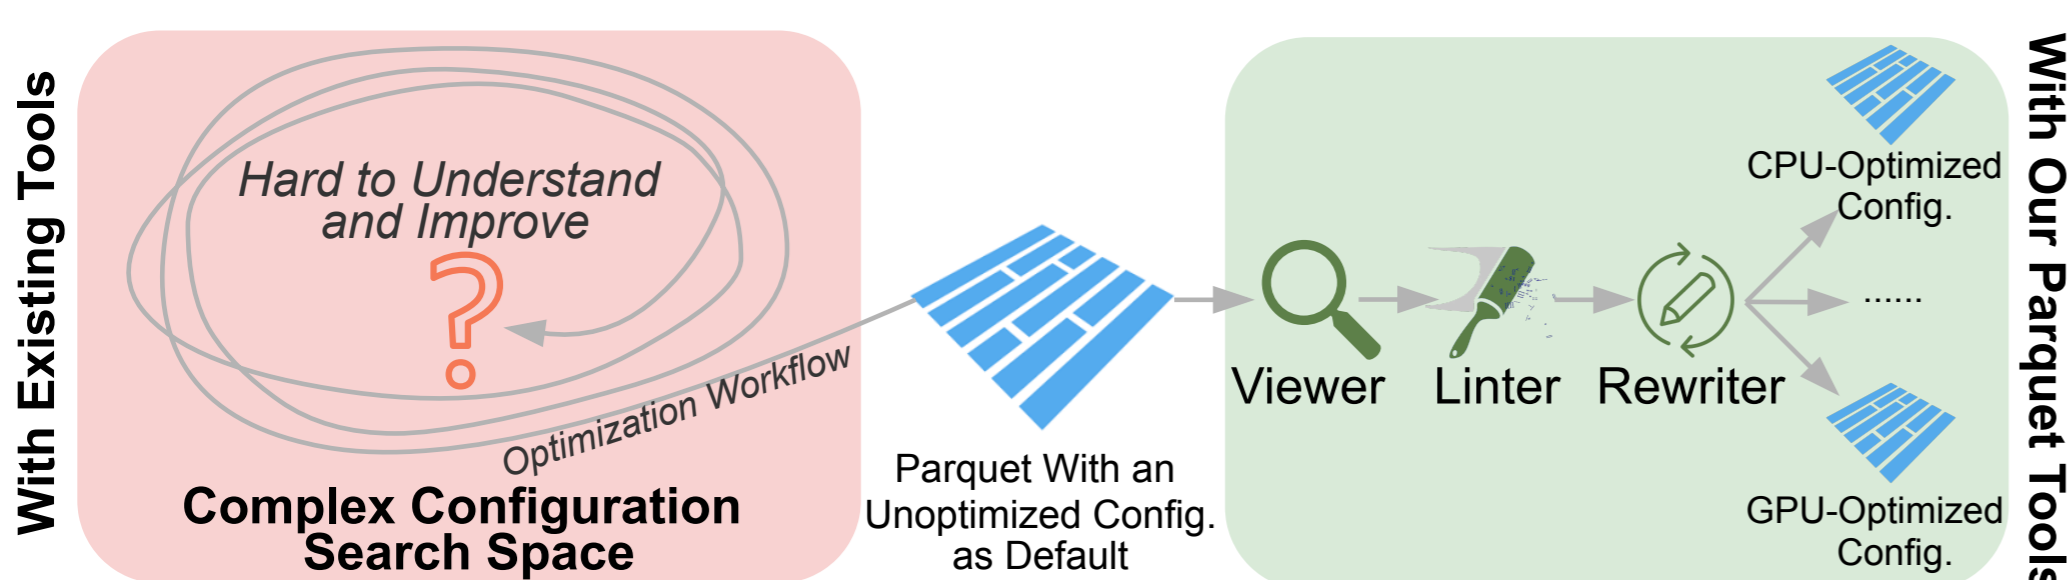 With Existing Tools
Hard to Understand
and Improve
?
Optimization Workflow
Complex Configuration
Search Space
Parquet With an
Unoptimized Config.
as Default
Viewer
Linter
Rewriter
CPU-Optimized
Config.
......
GPU-Optimized
Config.
With Our Parquet Tools